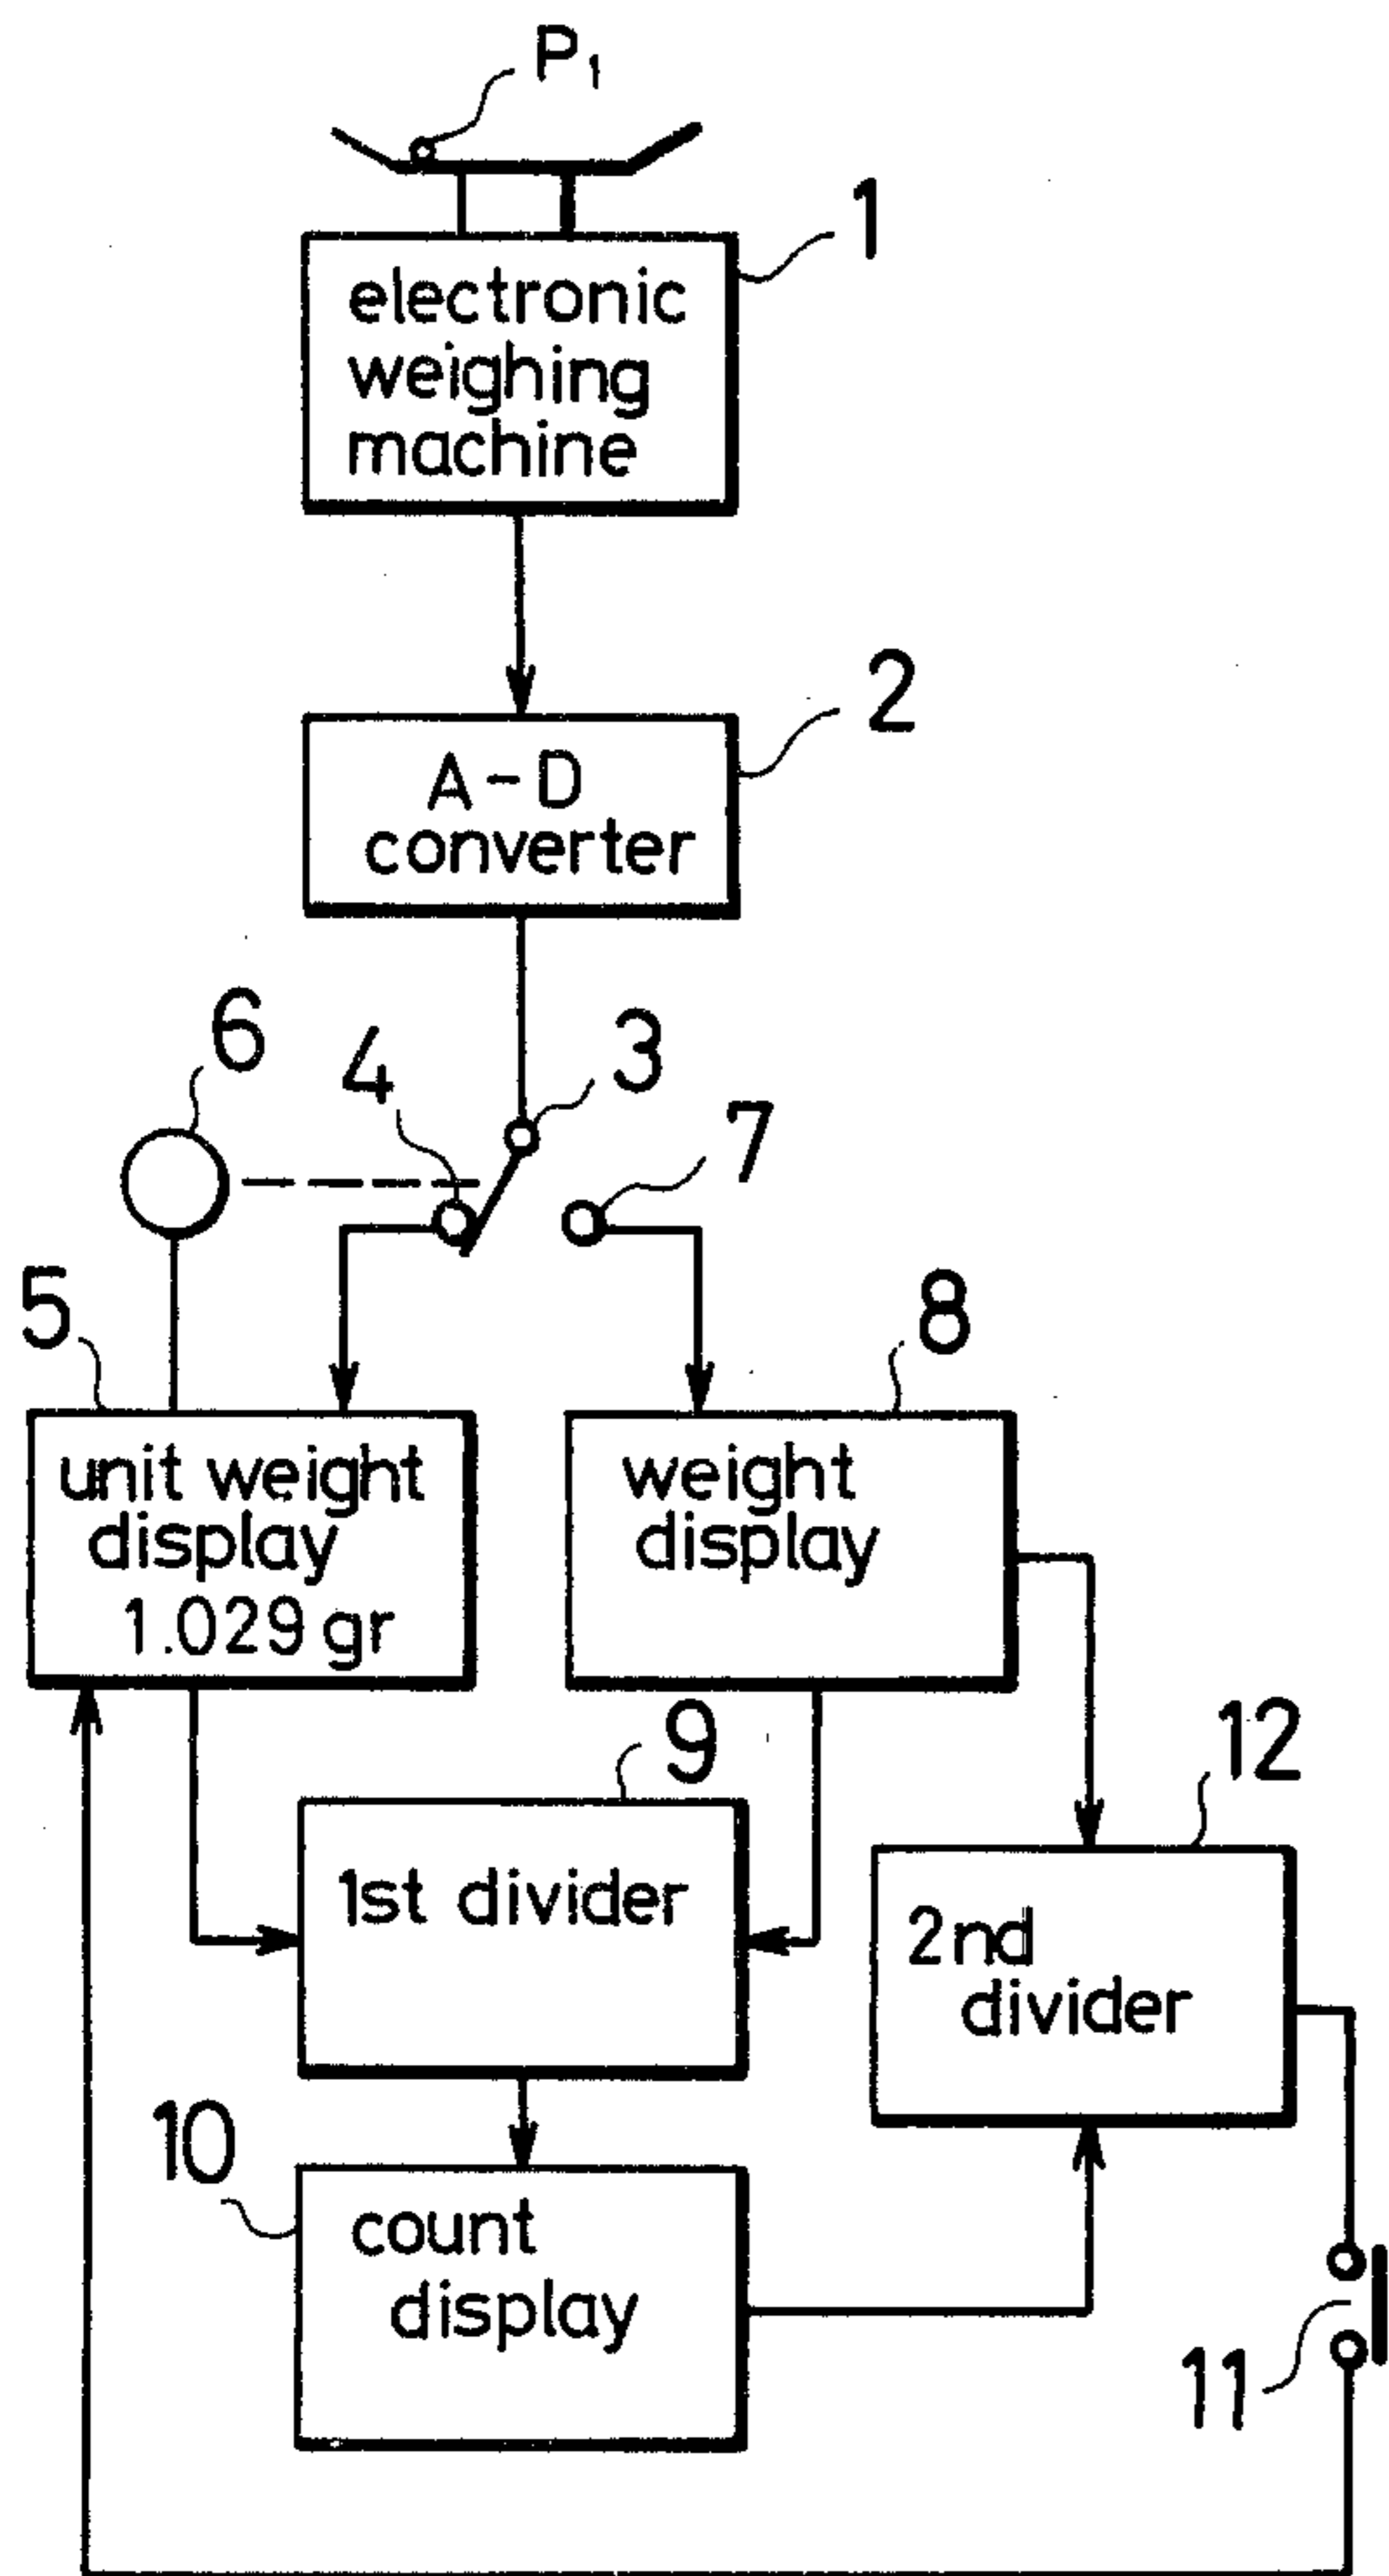 P1
1
electronic
weighing
machine
2
A-D
converter
6
4
3
7
5
8
unit weight
display
1.029 gr
weight
display
9
12
1st divider
2nd
divider
10
count
display
11